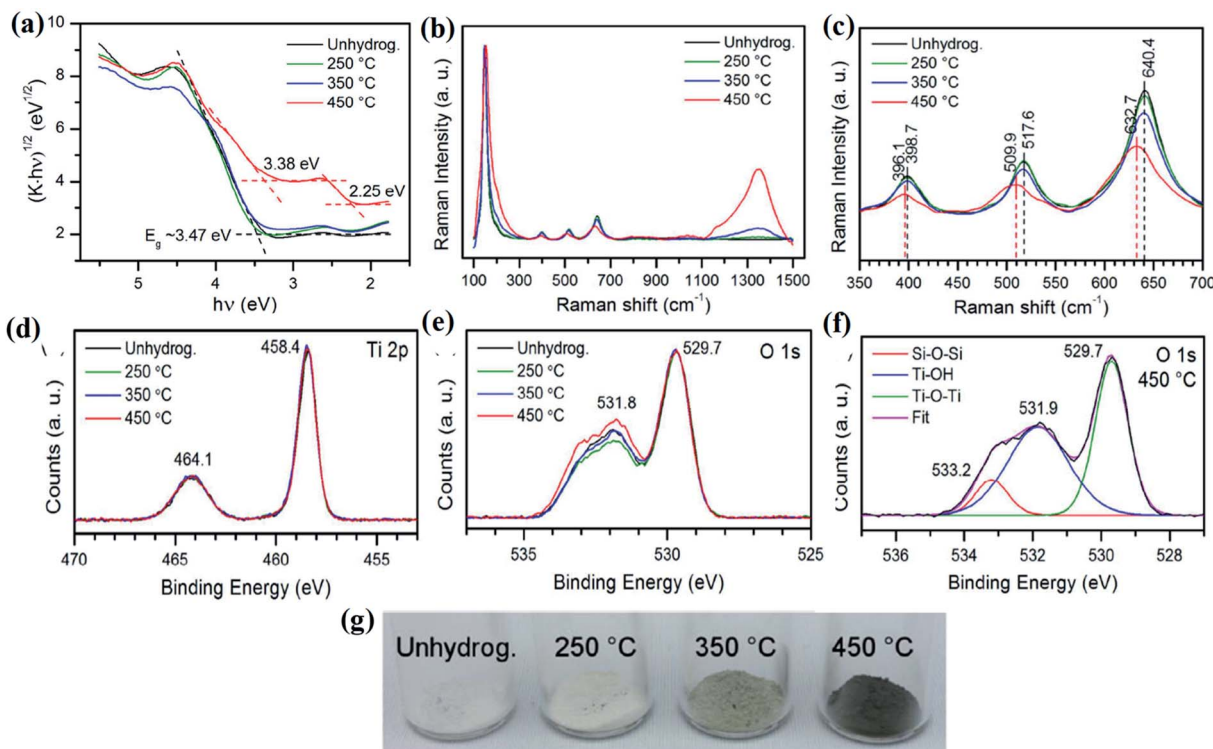 (a)
(K·hν)^1/2 (eV^1/2)
10
8
6
4
2
Unhydrog.
250 °C
350 °C
450 °C
3.38 eV
2.25 eV
E_g ~3.47 eV
5
4
3
2
hν (eV)
(b)
Raman Intensity (a. u.)
Unhydrog.
250 °C
350 °C
450 °C
100 300 500 700 900 1100 1300 1500
Raman shift (cm⁻¹)
(c)
Raman Intensity (a. u.)
Unhydrog.
250 °C
350 °C
450 °C
396.1
398.7
509.9
517.6
632.7
640.4
350 400 450 500 550 600 650 700
Raman shift (cm⁻¹)
(d)
Counts (a. u.)
Unhydrog.
250 °C
350 °C
450 °C
Ti 2p
458.4
464.1
470 465 460 455
Binding Energy (eV)
(e)
Counts (a. u.)
Unhydrog.
250 °C
350 °C
450 °C
O 1s
529.7
531.8
535 530 525
Binding Energy (eV)
(f)
Counts (a. u.)
Si-O-Si
Ti-OH
Ti-O-Ti
Fit
O 1s
450 °C
529.7
531.9
533.2
536 534 532 530 528
Binding Energy (eV)
(g)
Unhydrog. 250 °C 350 °C 450 °C